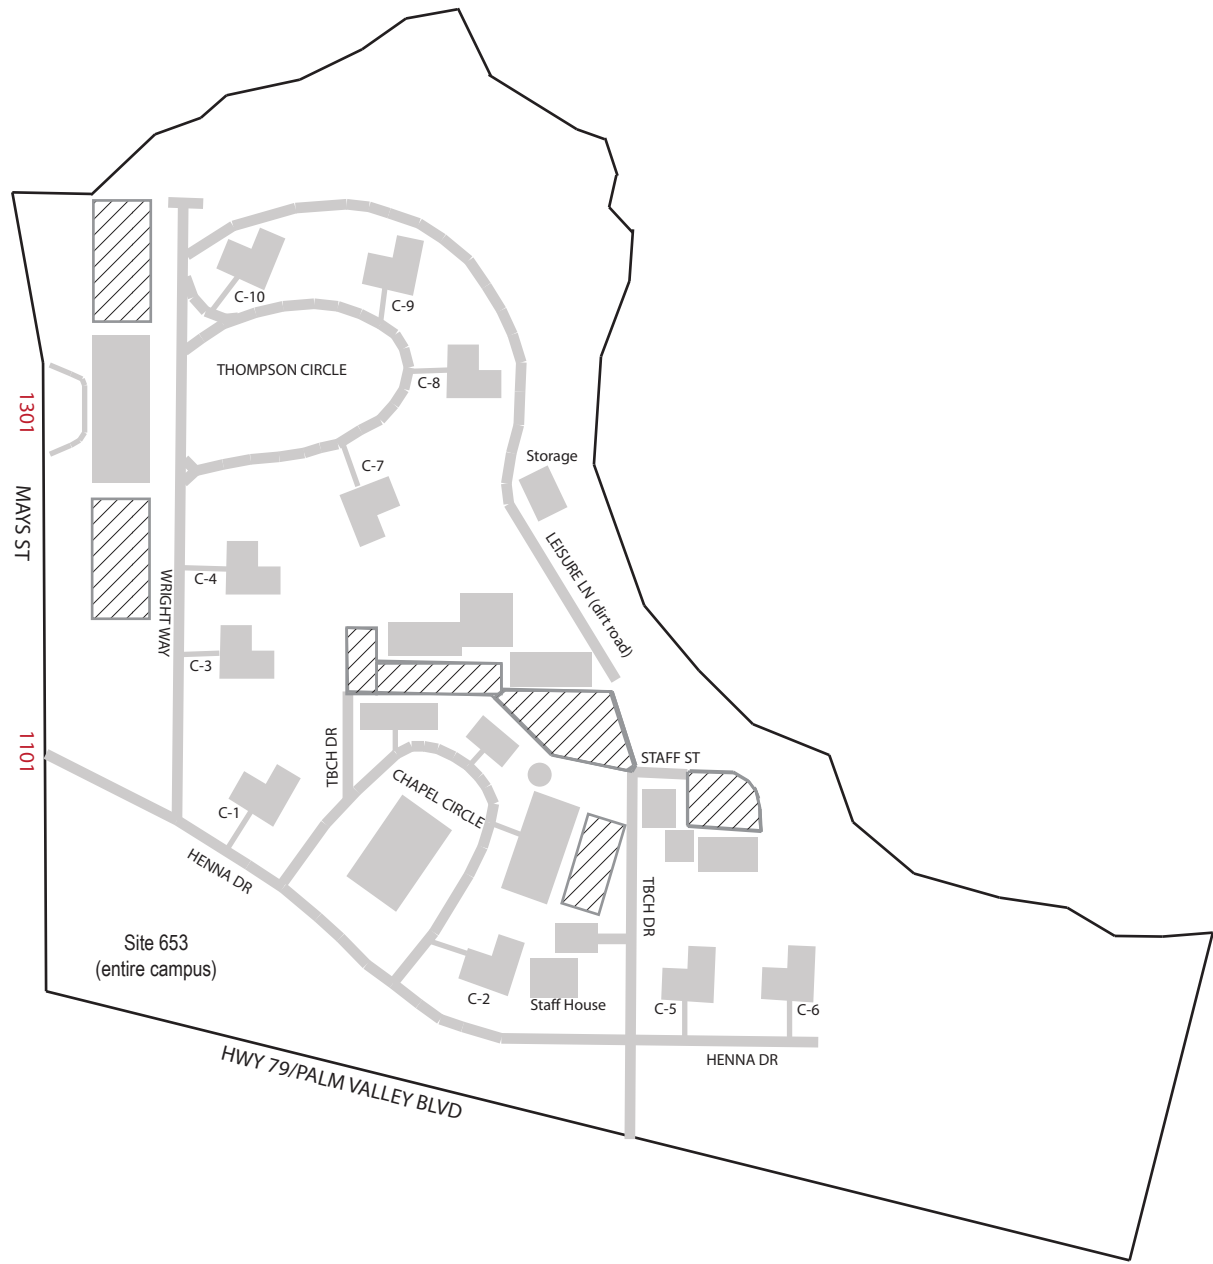 C-10
C-9
THOMPSON CIRCLE
C-8
1301
Storage
C-7
MAYS ST
LEISURE LN (dirt road)
C-4
WRIGHT WAY
C-3
1101
TBCH DR
STAFF ST
CHAPEL CIRCLE
C-1
HENNA DR
TBCH DR
Site 653
(entire campus)
C-2
Staff House
C-5
C-6
HENNA DR
HWY 79/PALM VALLEY BLVD